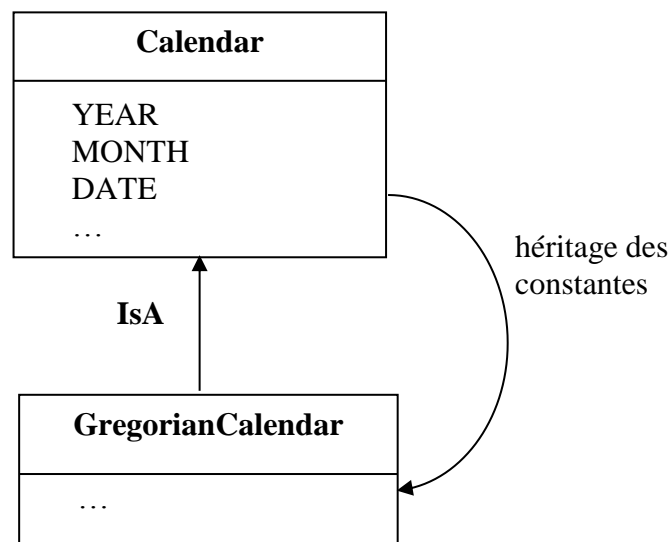 Calendar
YEAR
MONTH
DATE
…
héritage des
constantes
IsA
GregorianCalendar
…